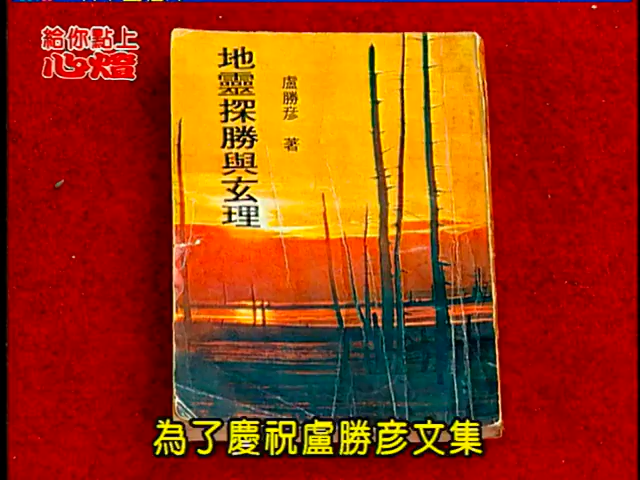 給你點上
心燈
地靈探勝與玄理
盧勝彥 著
為了慶祝盧勝彥文集